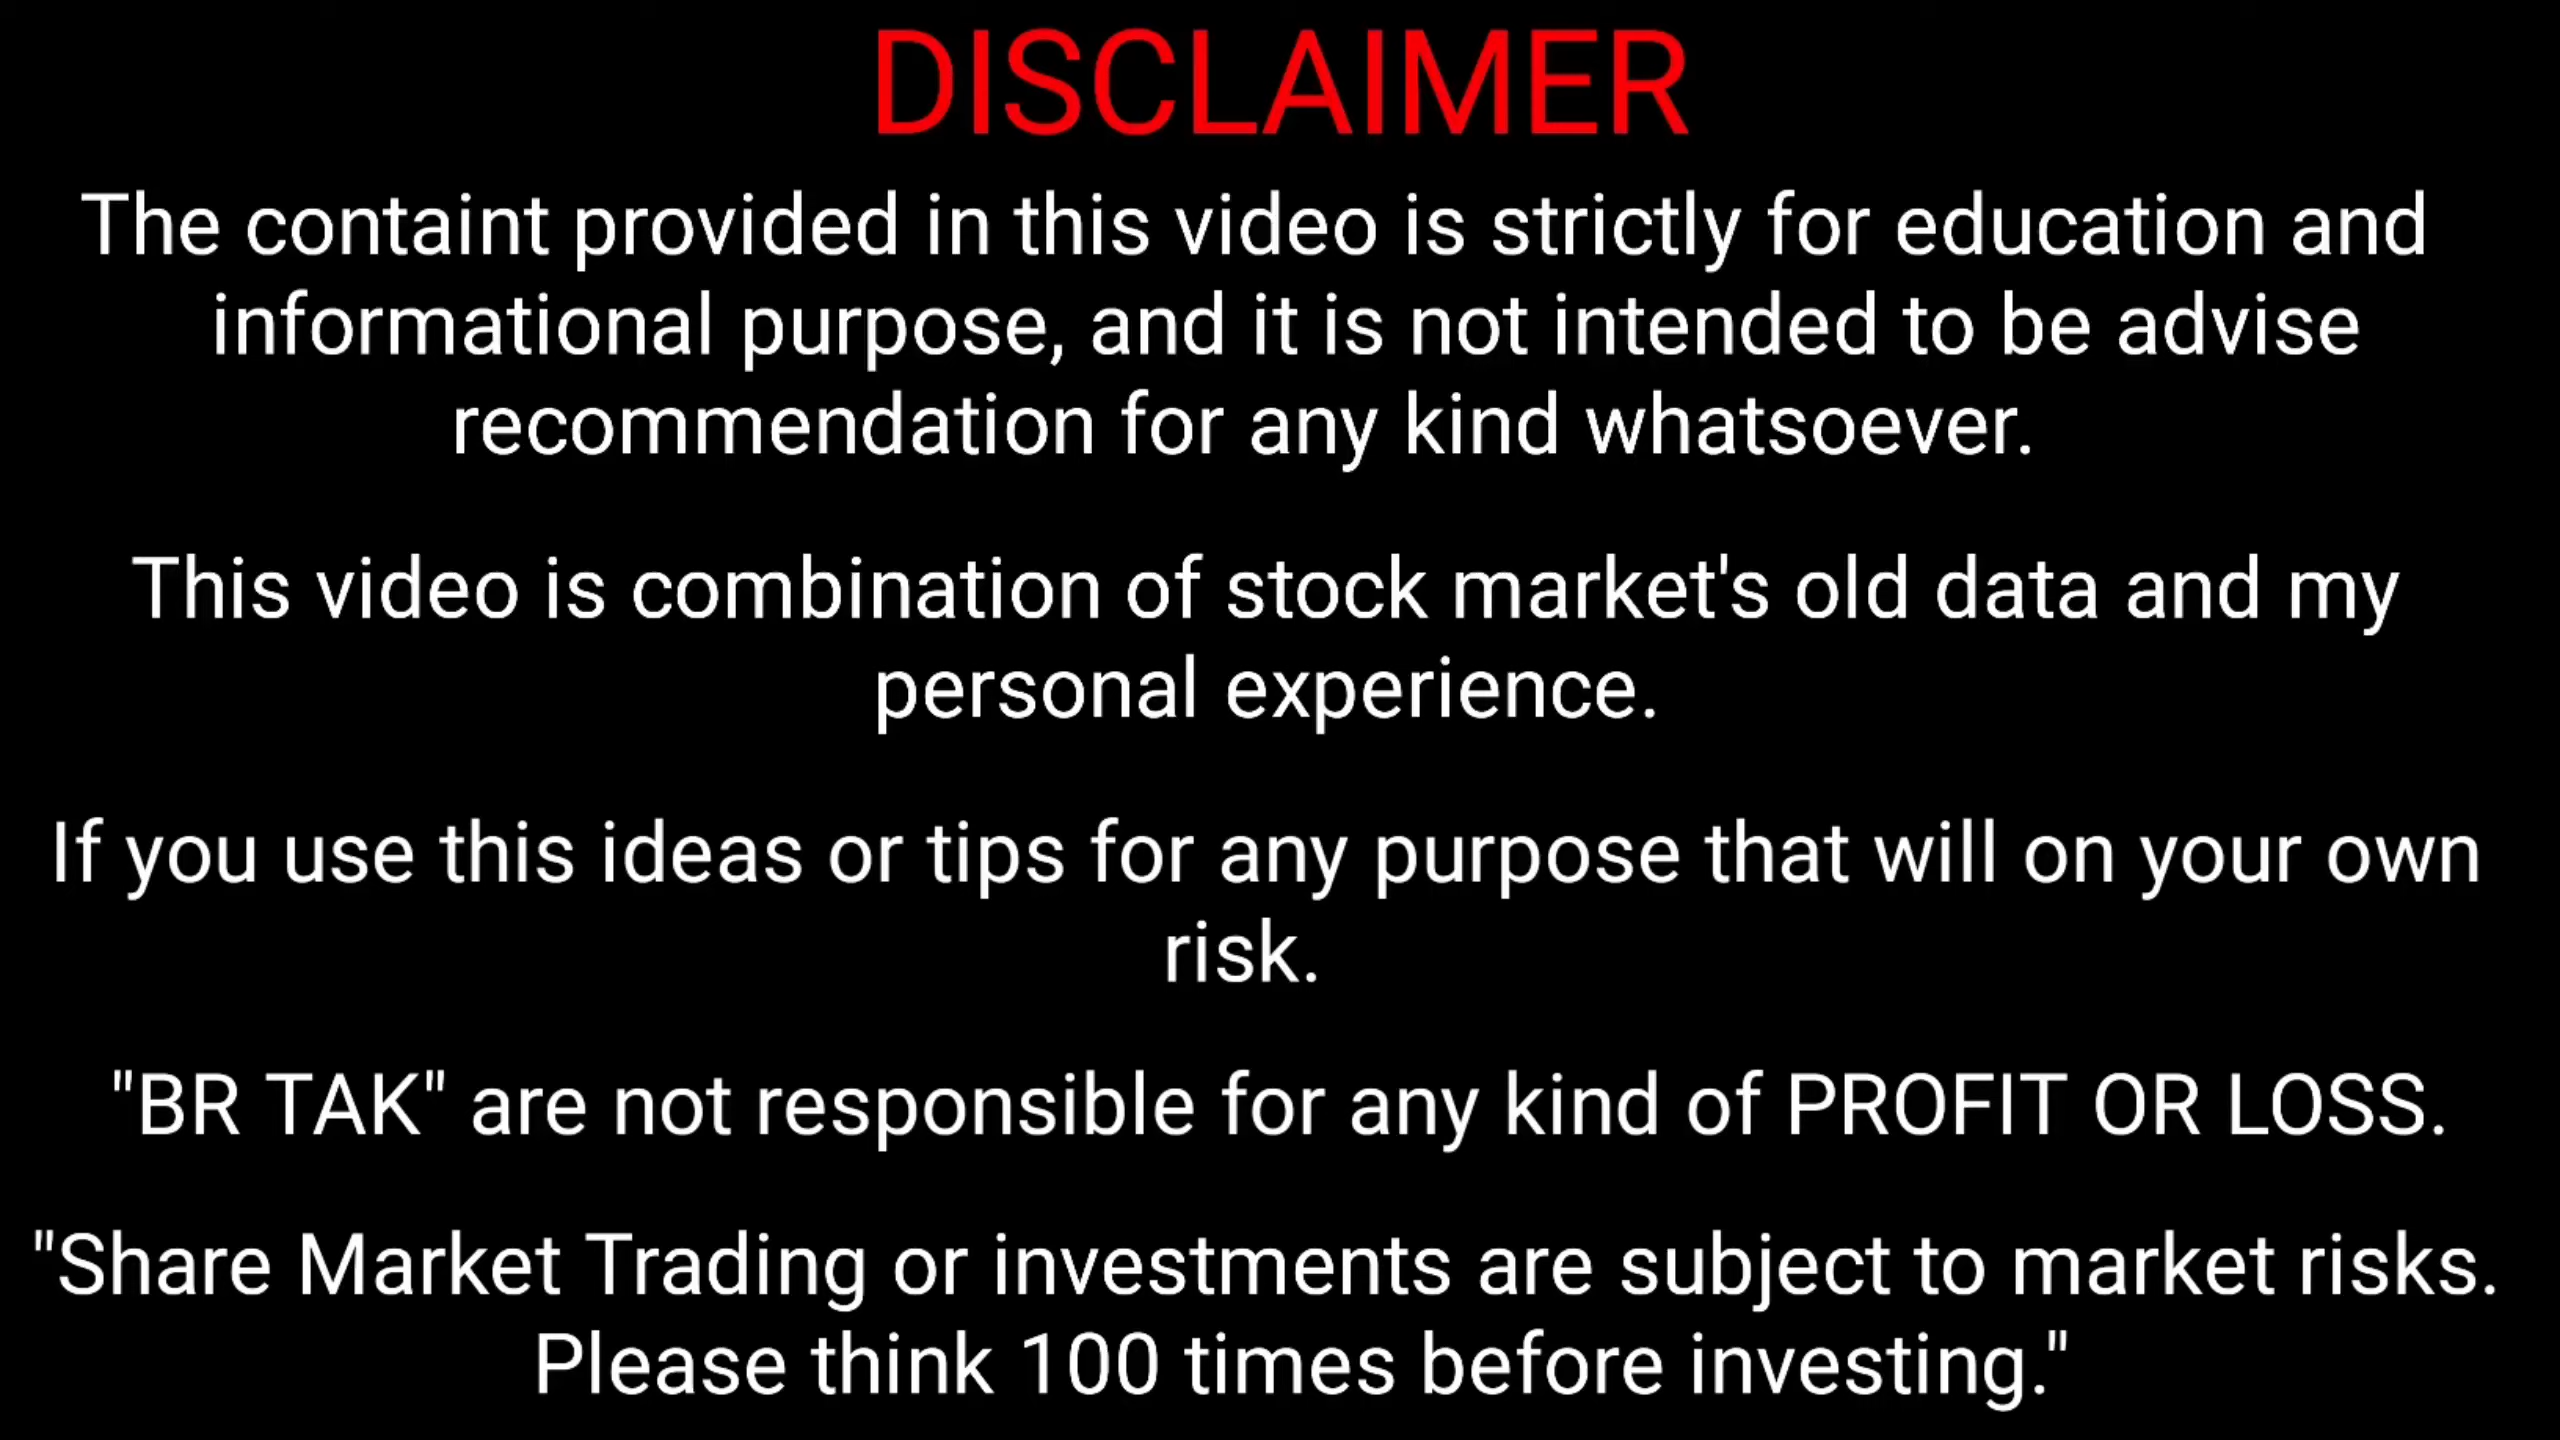 DISCLAIMER
The containt provided in this video is strictly for education and
informational purpose, and it is not intended to be advise
recommendation for any kind whatsoever.
This video is combination of stock market's old data and my
personal experience.
If you use this ideas or tips for any purpose that will on your own
risk.
"BR TAK" are not responsible for any kind of PROFIT OR LOSS.
"Share Market Trading or investments are subject to market risks.
Please think 100 times before investing."